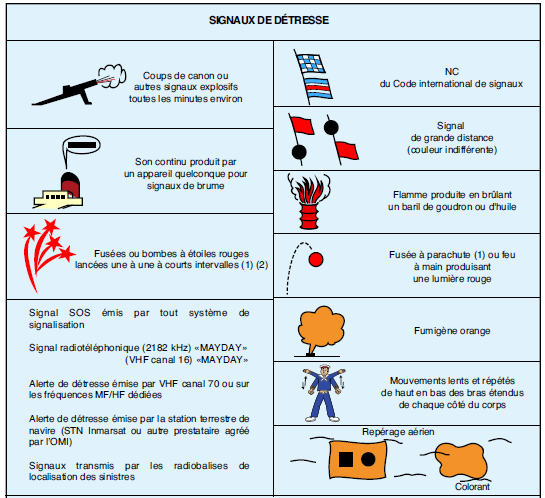 SIGNAUX DE DÉTRESSE
Coups de canon ou
autres signaux explosifs
toutes les minutes environ
Son continu produit par
un appareil quelconque pour
signaux de brume
Fusées ou bombes à étoiles rouges
lancées une à une à courts intervalles (1) (2)
Signal SOS émis par tout système de
signalisation
Signal radiotéléphonique (2182 kHz) «MAYDAY»
(VHF canal 16) «MAYDAY»
Alerte de détresse émise par VHF canal 70 ou sur
les fréquences MF/HF dédiées
Alerte de détresse émise par la station terrestre de
navire (STN Inmarsat ou autre prestataire agréé
par l'OMI)
Signaux transmis par les radiobalises de
localisation des sinistres
NC
du Code international de signaux
Signal
de grande distance
(couleur indifférente)
Flamme produite en brûlant
un baril de goudron ou d'huile
Fusée à parachute (1) ou feu
à main produisant
une lumière rouge
Fumigène orange
Mouvements lents et répétés
de haut en bas des bras étendus
de chaque côté du corps
Repérage aérien
Colorant